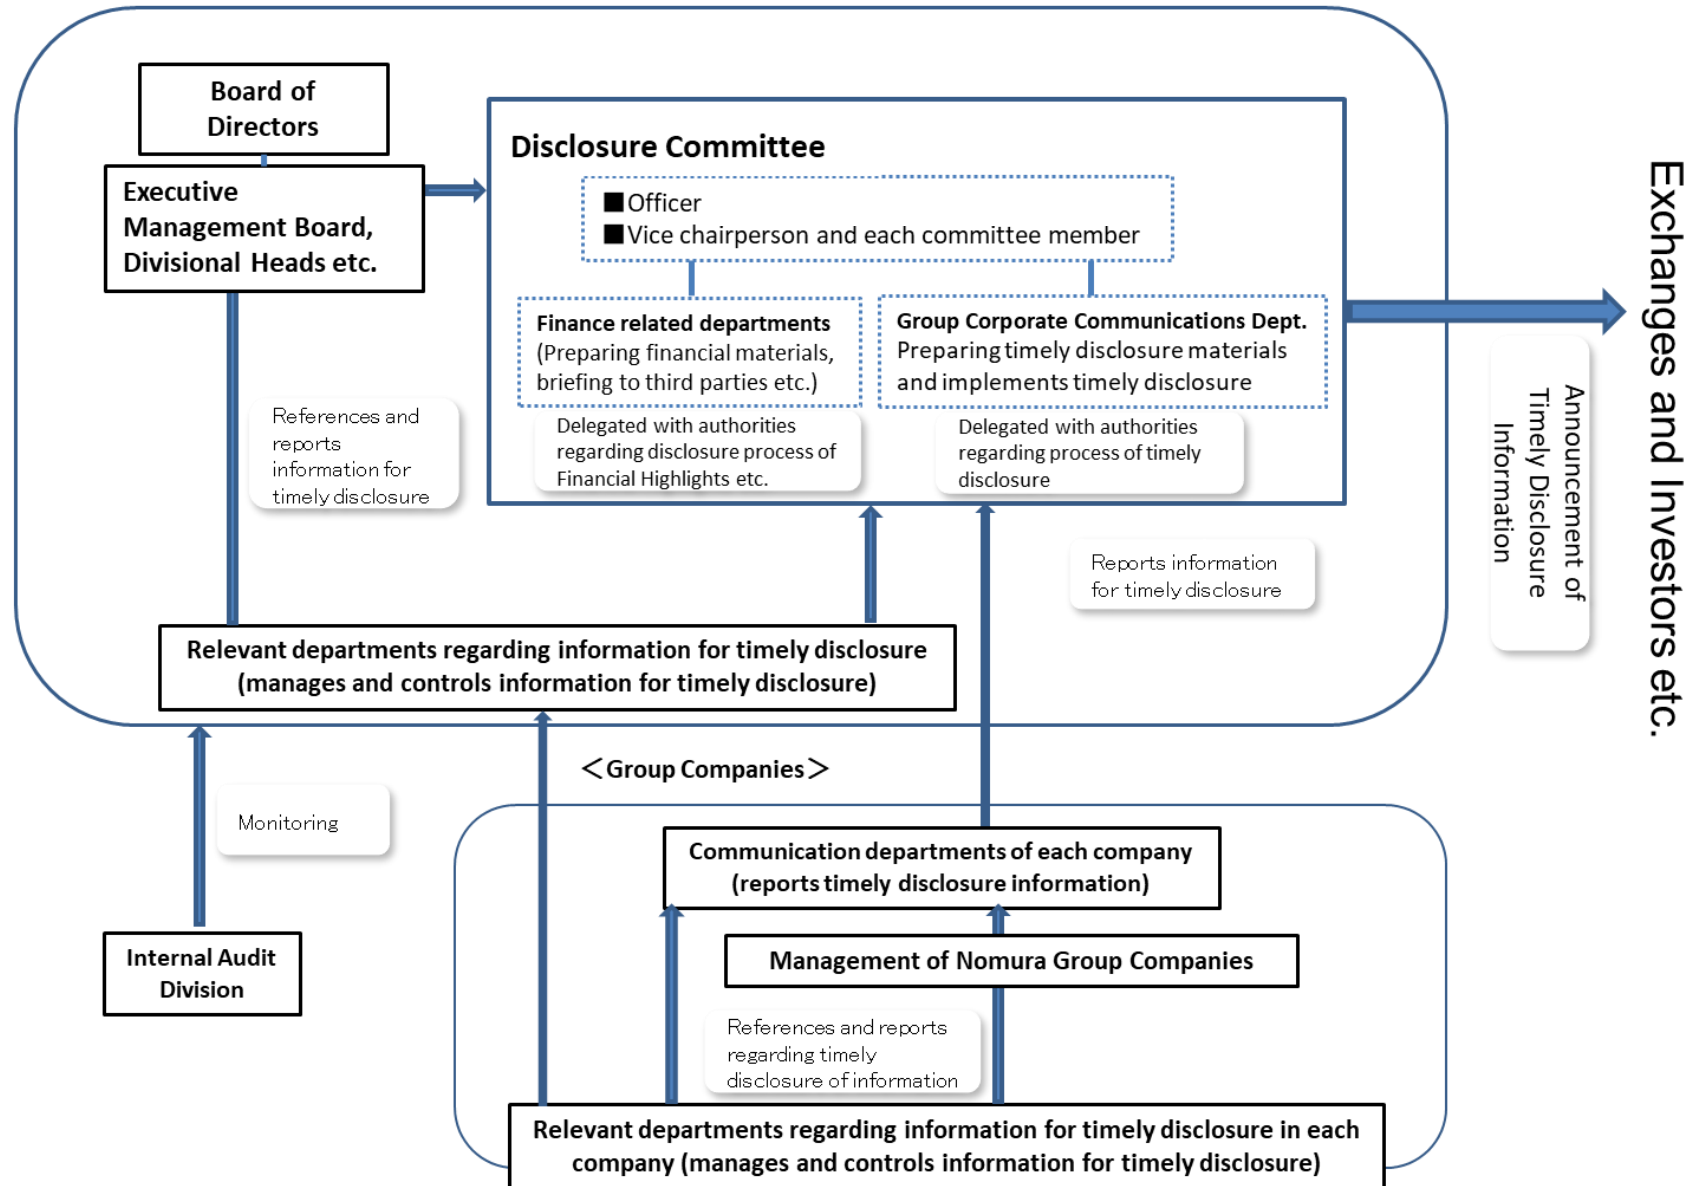 Board of
Directors
Executive
Management Board,
Divisional Heads etc.
Disclosure Committee
■Officer
■Vice chairperson and each committee member
Finance related departments
(Preparing financial materials,
briefing to third parties etc.)
Group Corporate Communications Dept.
Preparing timely disclosure materials
and implements timely disclosure
Delegated with authorities
regarding disclosure process of
Financial Highlights etc.
Delegated with authorities
regarding process of timely
disclosure
References and
reports
information for
timely disclosure
Reports information
for timely disclosure
Announcement of
Timely Disclosure
Information
Exchanges and Investors etc.
Relevant departments regarding information for timely disclosure
(manages and controls information for timely disclosure)
Monitoring
Internal Audit
Division
＜Group Companies＞
Communication departments of each company
(reports timely disclosure information)
Management of Nomura Group Companies
References and reports
regarding timely
disclosure of information
Relevant departments regarding information for timely disclosure in each
company (manages and controls information for timely disclosure)